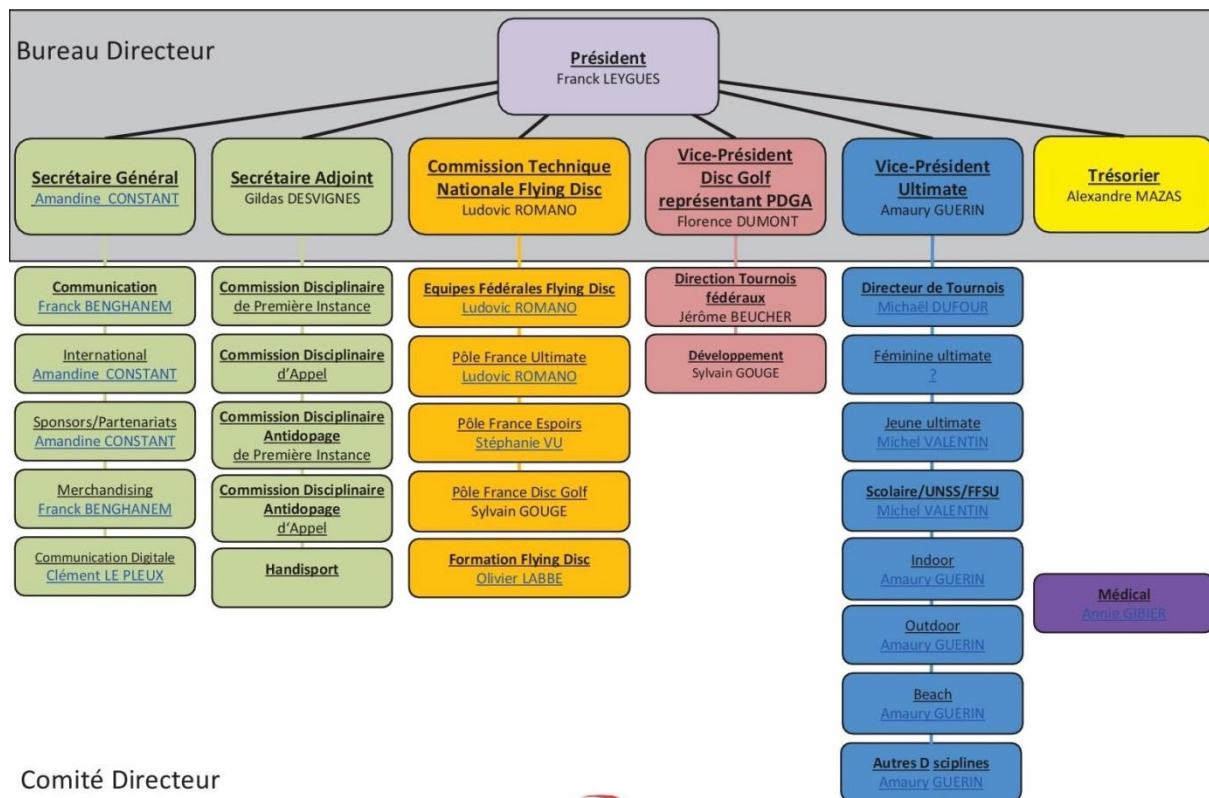 Bureau Directeur
Président
Franck LEYGUES
Secrétaire Général
Amandine CONSTANT
Secrétaire Adjoint
Gildas DESVIGNES
Commission Technique
Nationale Flying Disc
Ludovic ROMANO
Vice-Président
Disc Golf
représentant PDGA
Florence DUMONT
Vice-Président
Ultimate
Amaury GUERIN
Trésorier
Alexandre MAZAS
Communication
Franck BENGHANEM
International
Amandine CONSTANT
Sponsors/Partenariats
Amandine CONSTANT
Merchandising
Franck BENGHANEM
Communication Digitale
Clément LE PLEUX
Commission Disciplinaire
de Première Instance
Commission Disciplinaire
d'Appel
Commission Disciplinaire
Antidopage
de Première Instance
Commission Disciplinaire
Antidopage
d'Appel
Handisport
Equipes Fédérales Flying Disc
Ludovic ROMANO
Pôle France Ultimate
Ludovic ROMANO
Pôle France Espoirs
Stéphanie VU
Pôle France Disc Golf
Sylvain GOUGE
Formation Flying Disc
Olivier LABBE
Direction Tournois
fédéraux
Jérôme BEUCHER
Développement
Sylvain GOUGE
Directeur de Tournois
Michaël DUFOUR
Féminine ultimate
?
Jeune ultimate
Michel VALENTIN
Scolaire/UNSS/FFSU
Michel VALENTIN
Indoor
Amaury GUERIN
Outdoor
Amaury GUERIN
Beach
Amaury GUERIN
Autres D sciplines
Amaury GUERIN
Médical
Annie GIBIER
Comité Directeur